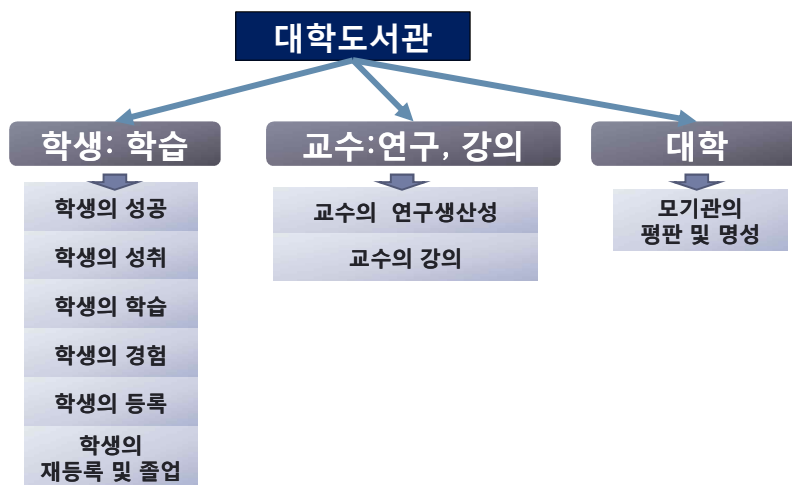 대학도서관
학생: 학습
학생의 성공
학생의 성취
학생의 학습
학생의 경험
학생의 등록
학생의
재등록 및 졸업
교수:연구, 강의
교수의 연구생산성
교수의 강의
대학
모기관의
평판 및 명성